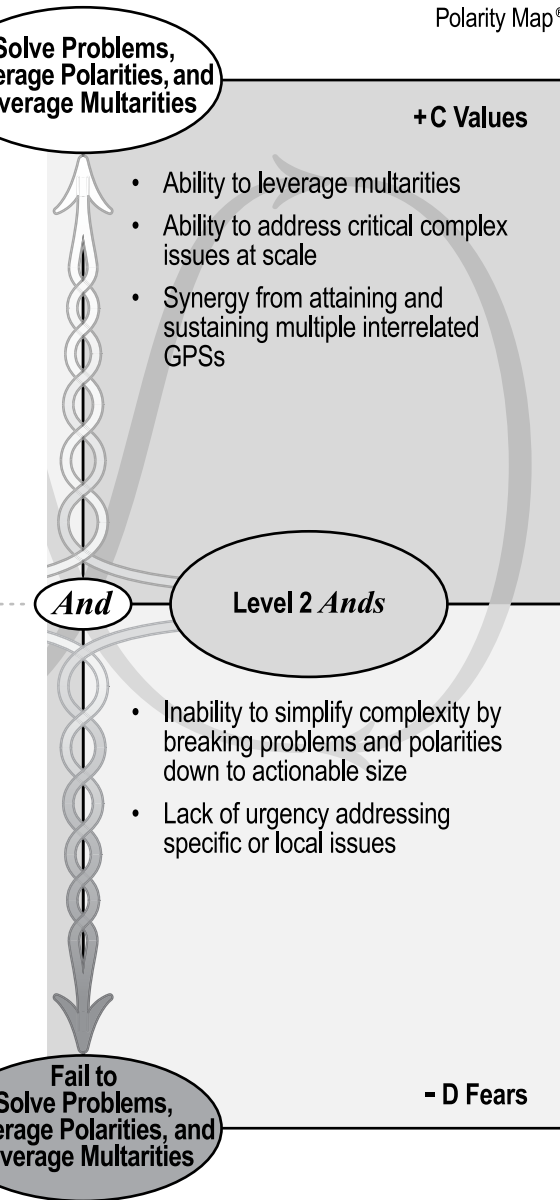 Polarity Map®
Solve Problems,
erage Polarities, and
verage Multarities
+C Values
• Ability to leverage multarities
• Ability to address critical complex
issues at scale
• Synergy from attaining and
sustaining multiple interrelated
GPSs
And
Level 2 Ands
• Inability to simplify complexity by
breaking problems and polarities
down to actionable size
• Lack of urgency addressing
specific or local issues
- D Fears
Fail to
Solve Problems,
erage Polarities, and
verage Multarities